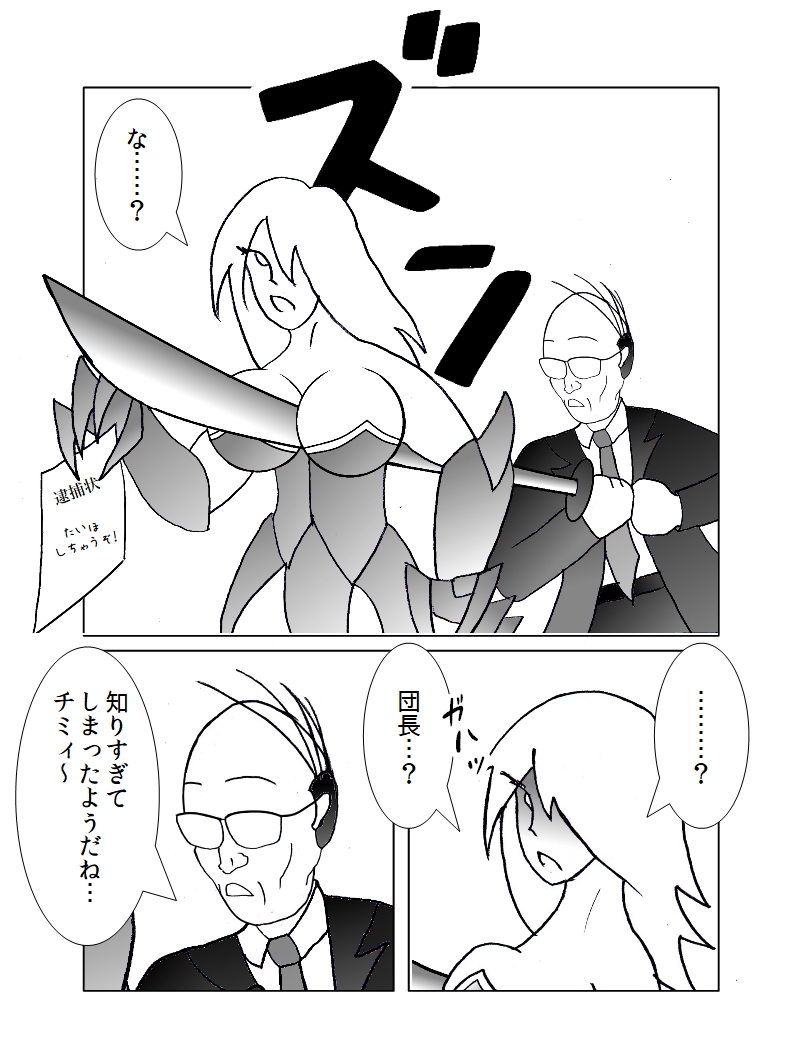 な……？
ズンッ
逮捕状
たいほ
しちゃうぞ！
………？
ガハッ
団長…？
知りすぎて
しまったようだね…
チミィ～